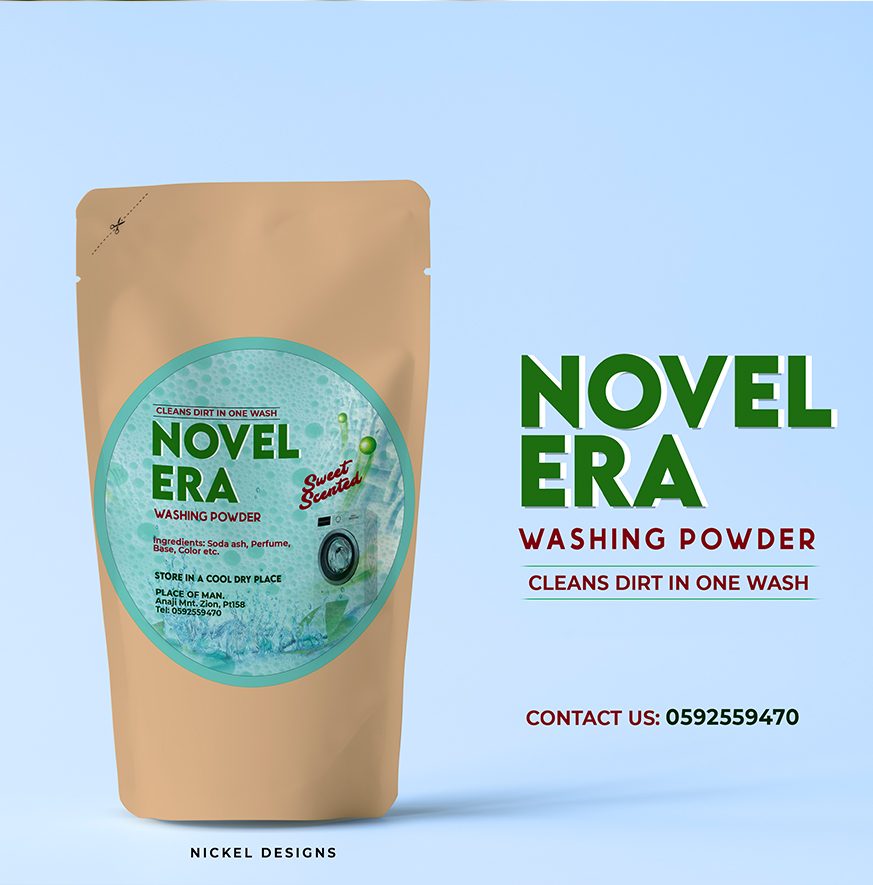 CLEANS DIRT IN ONE WASH
NOVEL
ERA
WASHING POWDER
Sweet
Scented
Ingredients: Soda ash, Perfume,
Base, Color etc.
STORE IN A COOL DRY PLACE
PLACE OF MAN.
Anaji Mnt. Zion, Pt158
Tel: 0592559470
NOVEL
ERA
WASHING POWDER
CLEANS DIRT IN ONE WASH
CONTACT US: 0592559470
NICKEL DESIGNS